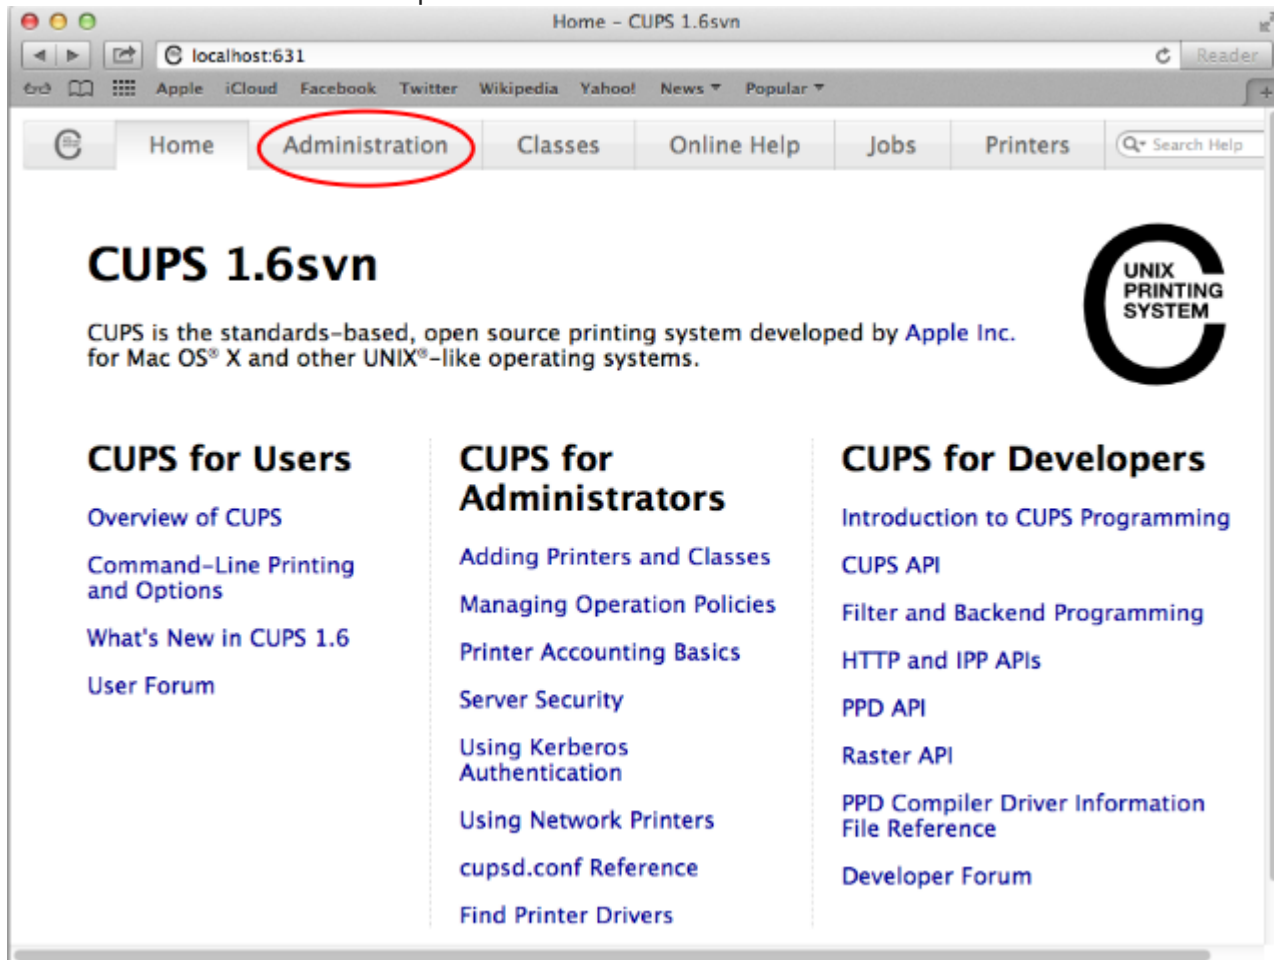 Home – CUPS 1.6svn
localhost:631
Reader
Apple iCloud Facebook Twitter Wikipedia Yahoo! News Popular
Home Administration Classes Online Help Jobs Printers Search Help
CUPS 1.6svn
UNIX
PRINTING
SYSTEM
CUPS is the standards-based, open source printing system developed by Apple Inc.
for Mac OS® X and other UNIX®-like operating systems.
CUPS for Users
Overview of CUPS
Command-Line Printing
and Options
What's New in CUPS 1.6
User Forum
CUPS for
Administrators
Adding Printers and Classes
Managing Operation Policies
Printer Accounting Basics
Server Security
Using Kerberos
Authentication
Using Network Printers
cupsd.conf Reference
Find Printer Drivers
CUPS for Developers
Introduction to CUPS Programming
CUPS API
Filter and Backend Programming
HTTP and IPP APIs
PPD API
Raster API
PPD Compiler Driver Information
File Reference
Developer Forum